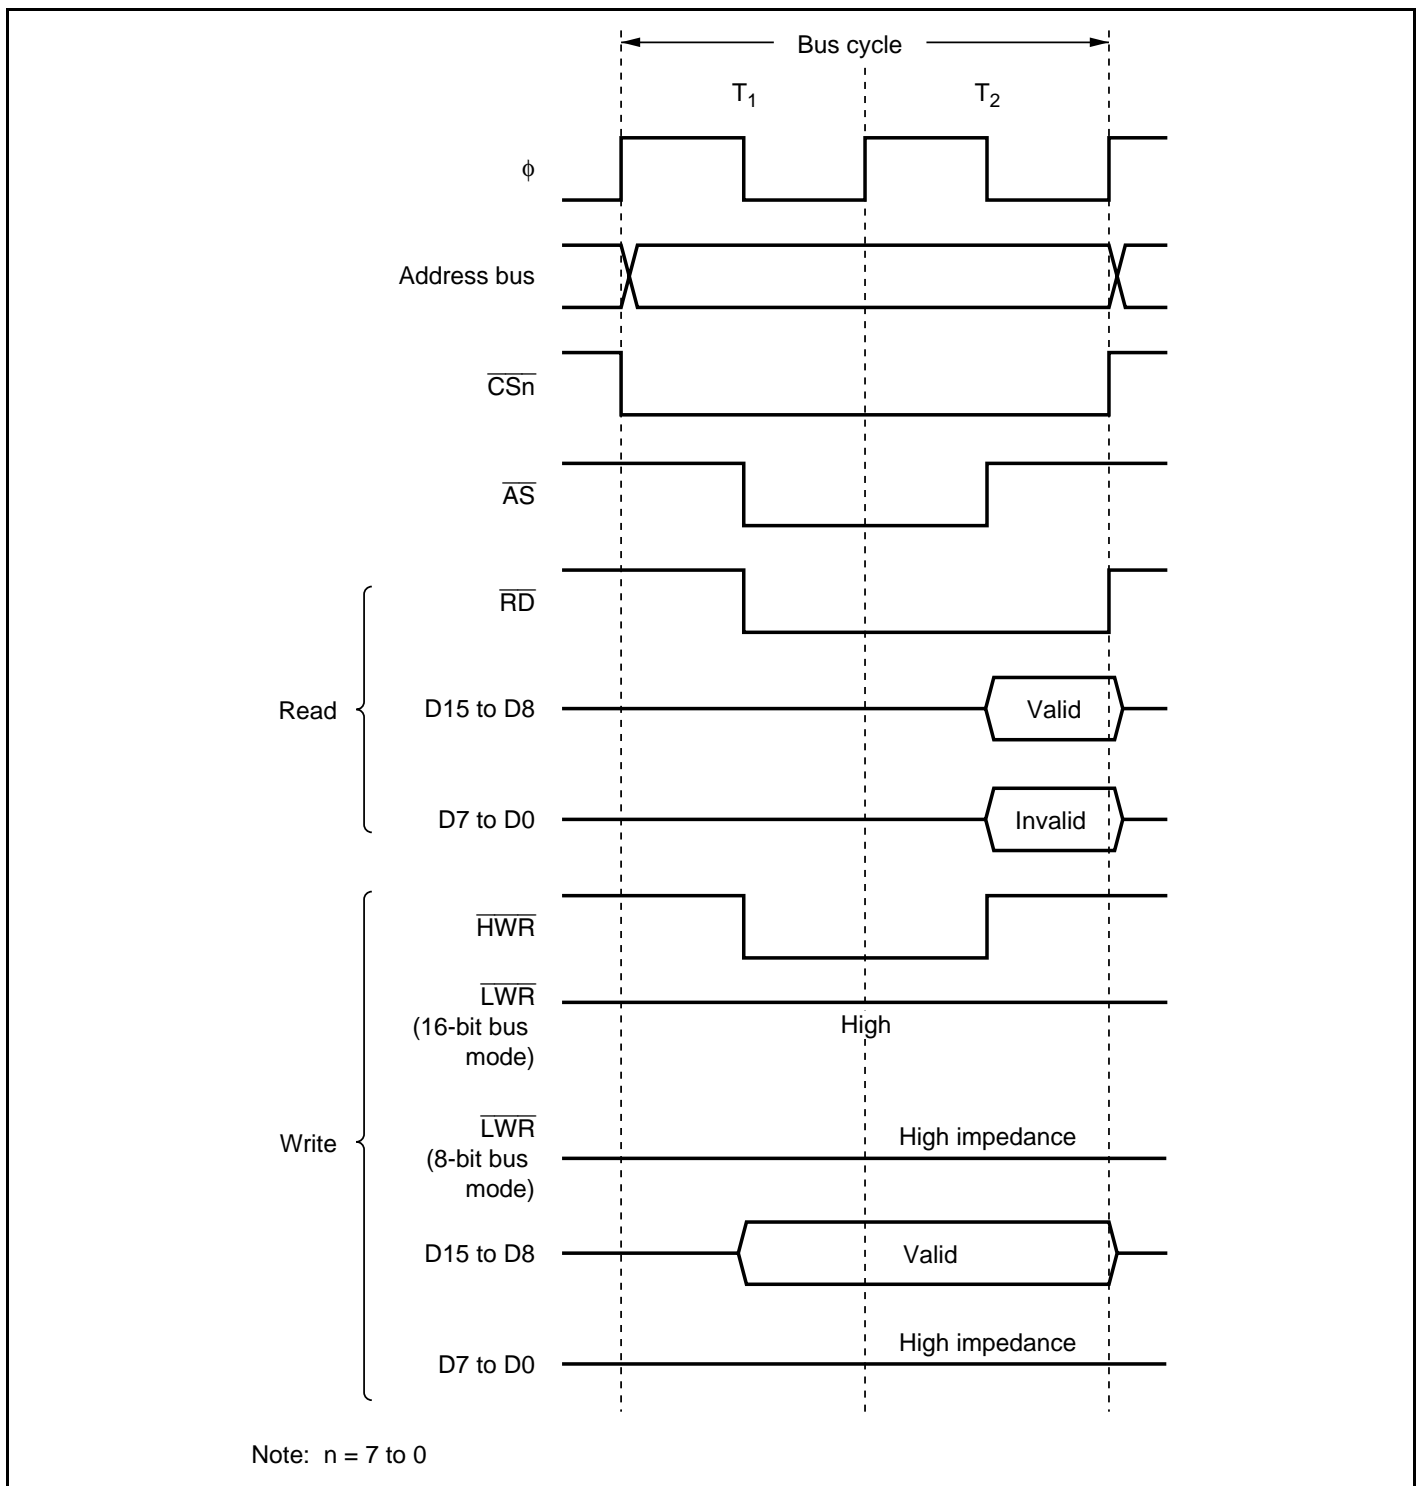 Bus cycle
T1 T2
ϕ
Address bus
CSn
AS
RD
Read
D15 to D8 Valid
D7 to D0 Invalid
HWR
LWR
(16-bit bus
mode)
High
Write
LWR
(8-bit bus
mode)
High impedance
D15 to D8 Valid
D7 to D0 High impedance
Note: n = 7 to 0